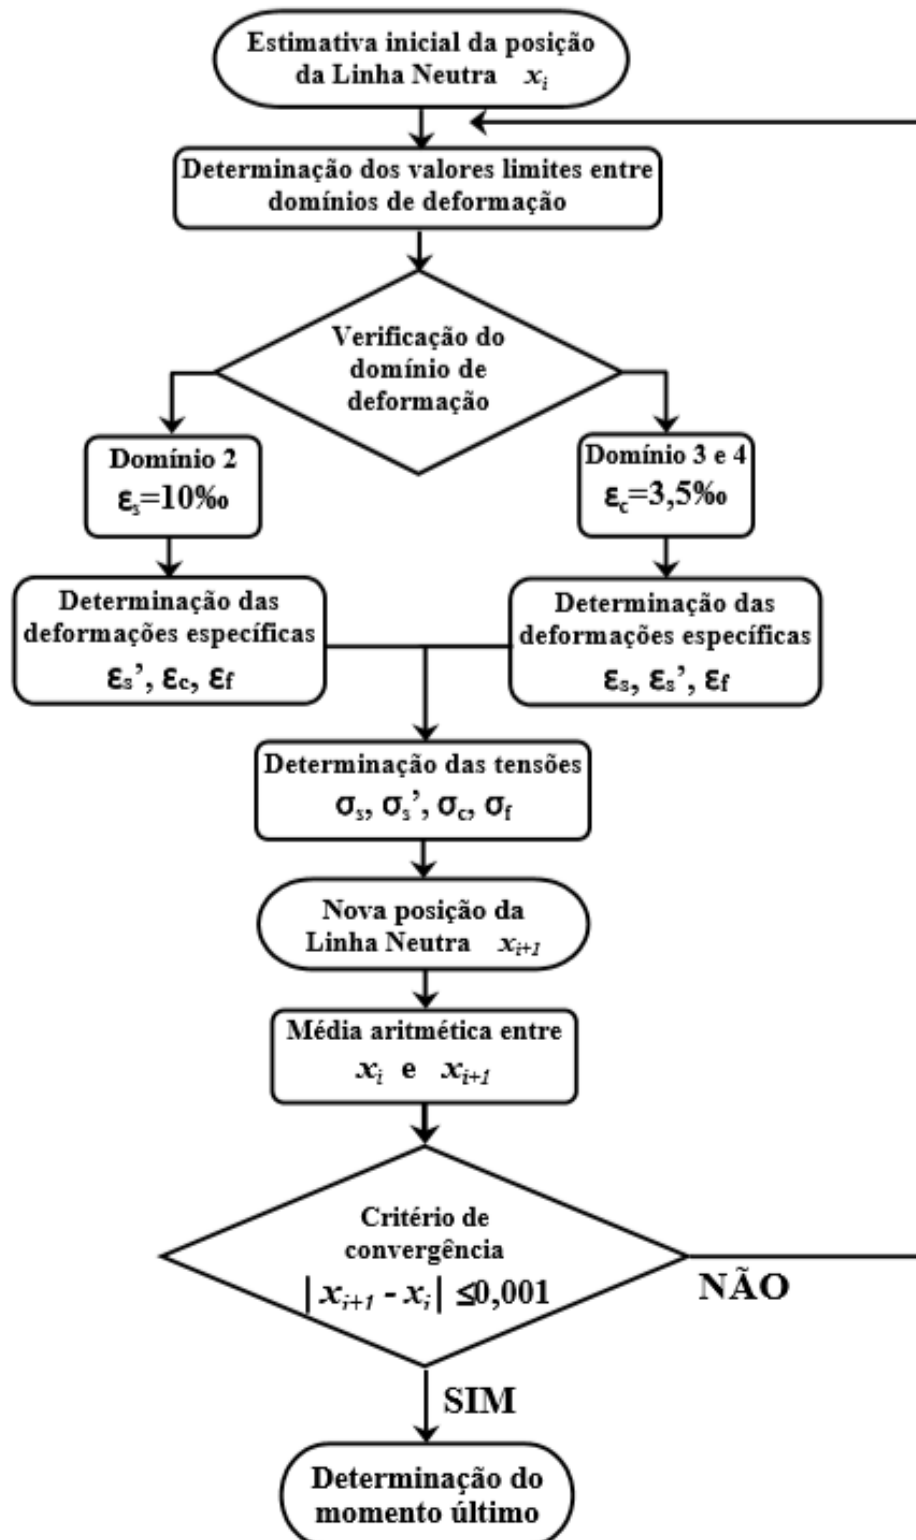 Estimativa inicial da posição
da Linha Neutra xᵢ
Determinação dos valores limites entre
domínios de deformação
Verificação do
domínio de
deformação
Domínio 2
εₛ=10‰
Domínio 3 e 4
ε꜀=3,5‰
Determinação das
deformações específicas
εs', εc, εf
Determinação das
deformações específicas
εs, εs', εf
Determinação das tensões
σs, σs', σc, σf
Nova posição da
Linha Neutra xᵢ₊₁
Média aritmética entre
xᵢ e xᵢ₊₁
Critério de
convergência
|xᵢ₊₁ - xᵢ| ≤0,001
NÃO
SIM
Determinação do
momento último